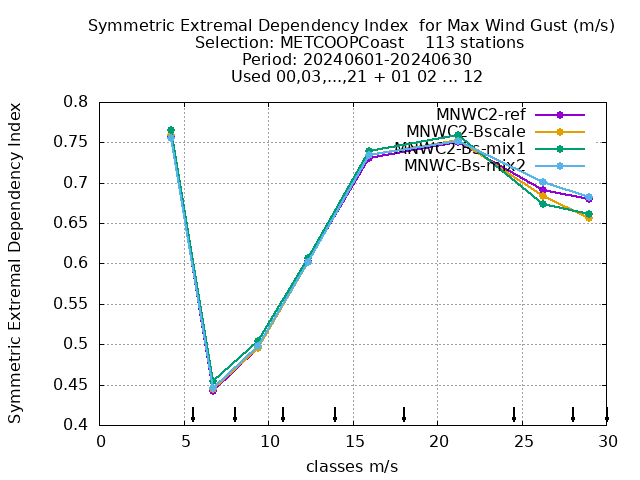 Symmetric Extremal Dependency Index  for Max Wind Gust (m/s)
Selection: METCOOPCoast    113 stations
Period: 20240601-20240630
Used 00,03,...,21 + 01 02 ... 12
MNWC2-ref
MNWC2-Bscale
MNWC2-Bs-mix1
MNWC-Bs-mix2
Symmetric Extremal Dependency Index
0.8
0.75
0.7
0.65
0.6
0.55
0.5
0.45
0.4
0 5 10 15 20 25 30
classes m/s